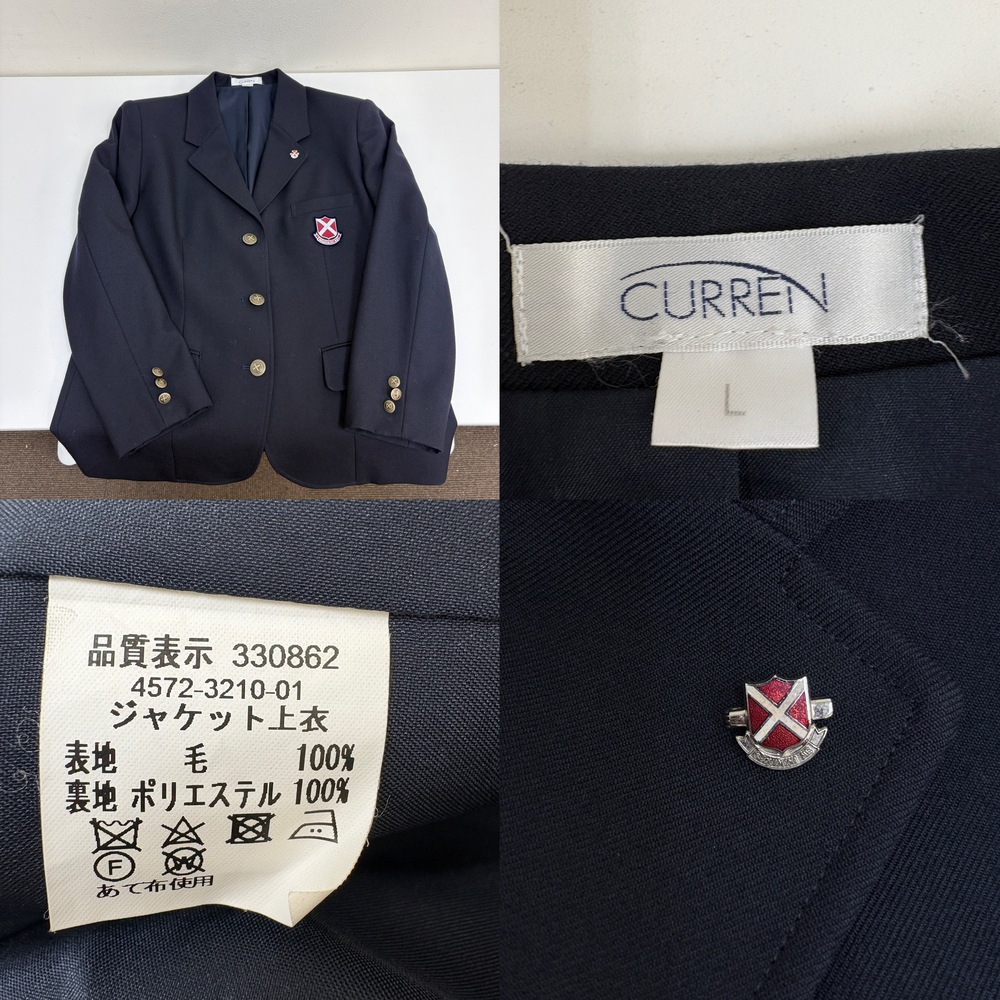 CURREN
CURREN
L
品質表示 330862
4572-3210-01
ジャケット上衣
表地 毛 100%
裏地 ポリエステル 100%
F W
あて布使用